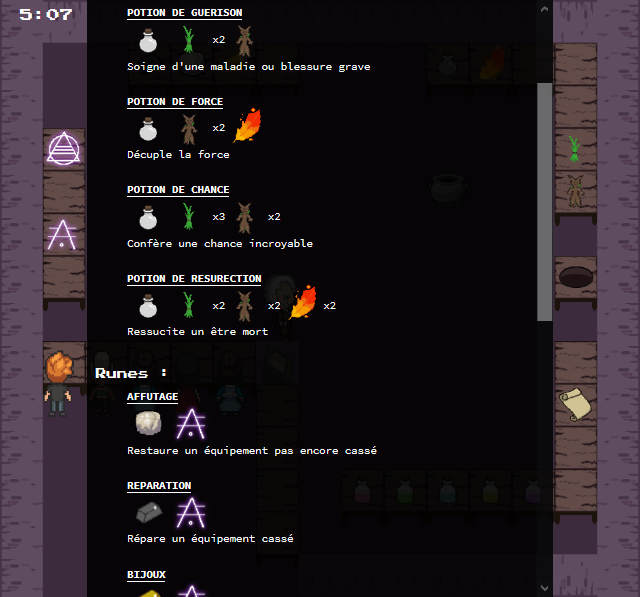 5:07
POTION DE GUERISON
x2
Soigne d'une maladie ou blessure grave
POTION DE FORCE
x2
Décuple la force
POTION DE CHANCE
x3 x2
Confère une chance incroyable
POTION DE RESURECTION
x2 x2 x2
Ressucite un être mort
Runes :
AFFUTAGE
Restaure un équipement pas encore cassé
REPARATION
Répare un équipement cassé
BIJOUX